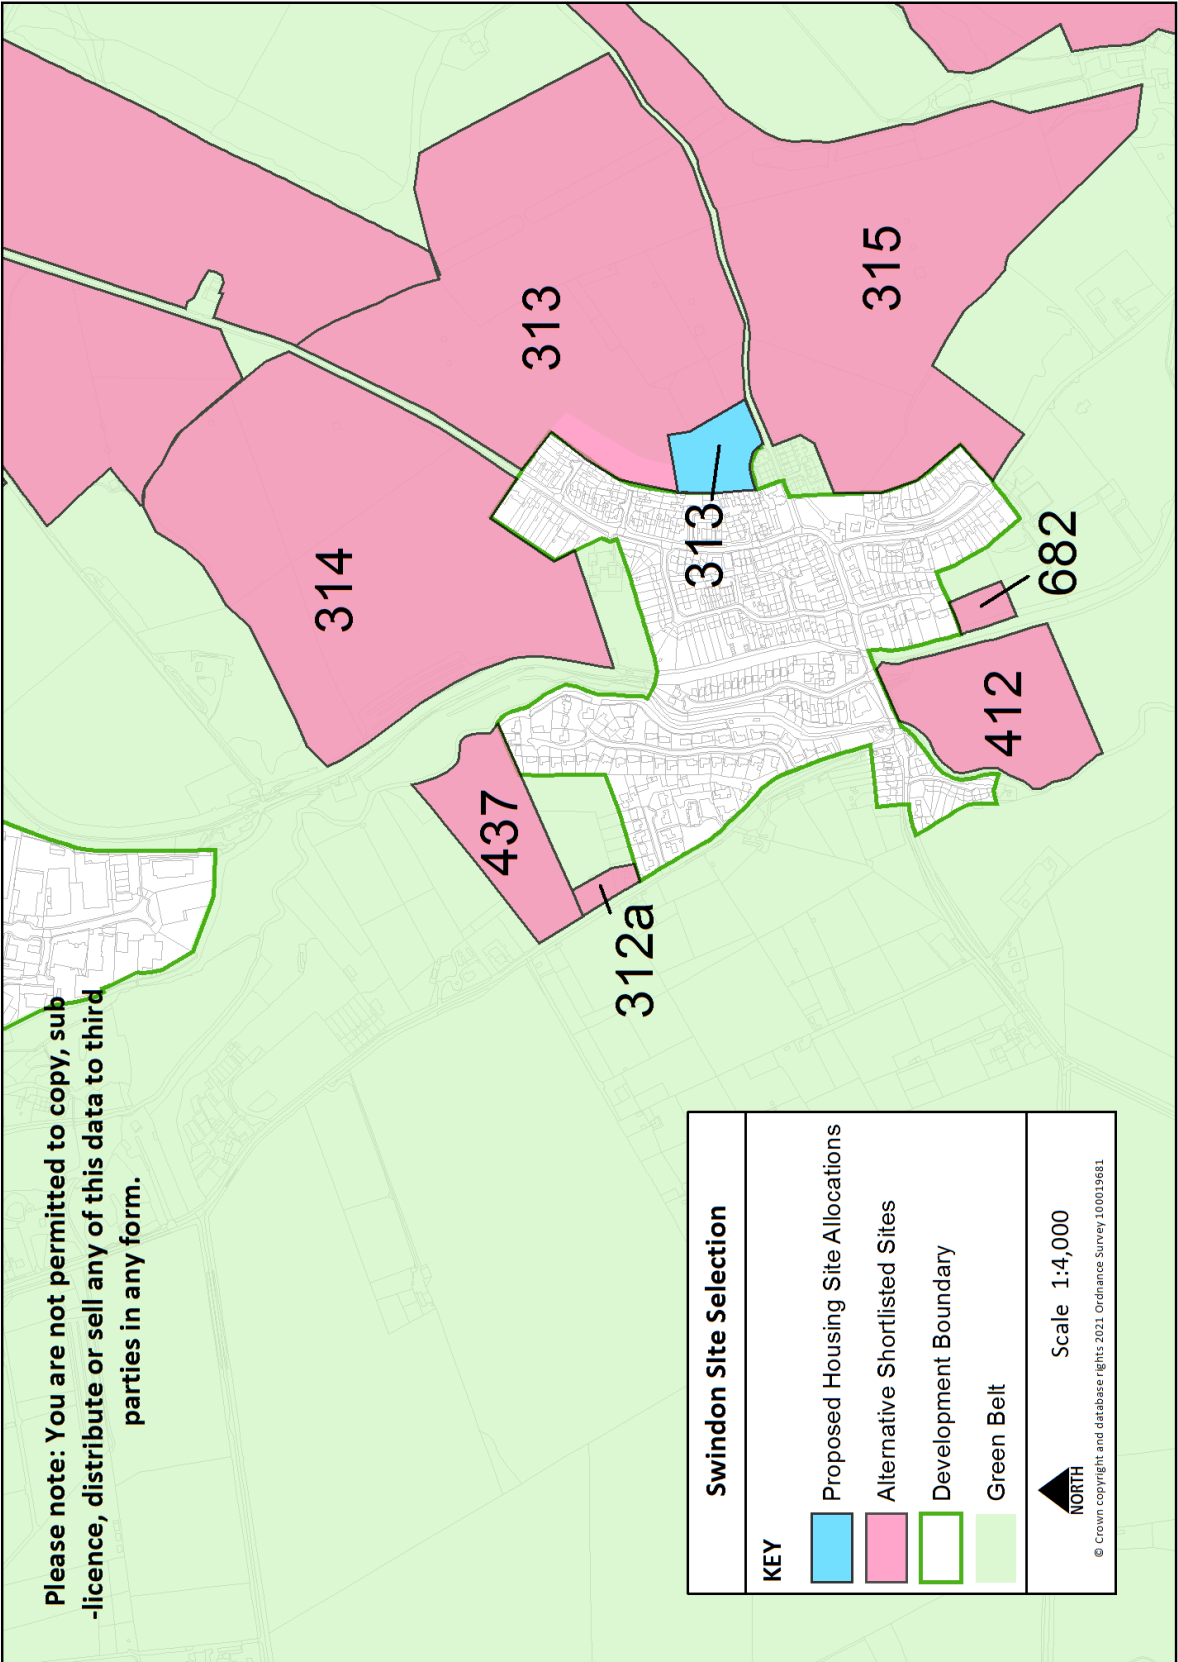 Please note: You are not permitted to copy, sub
-licence, distribute or sell any of this data to third
parties in any form.
314
313
315
313
437
312a
412
682
Swindon SIte Selection
KEY
Proposed Housing Site Allocations
Alternative Shortlisted Sites
Development Boundary
Green Belt
NORTH
Scale 1:4,000
© Crown copyright and database rights 2021 Ordnance Survey 100019681